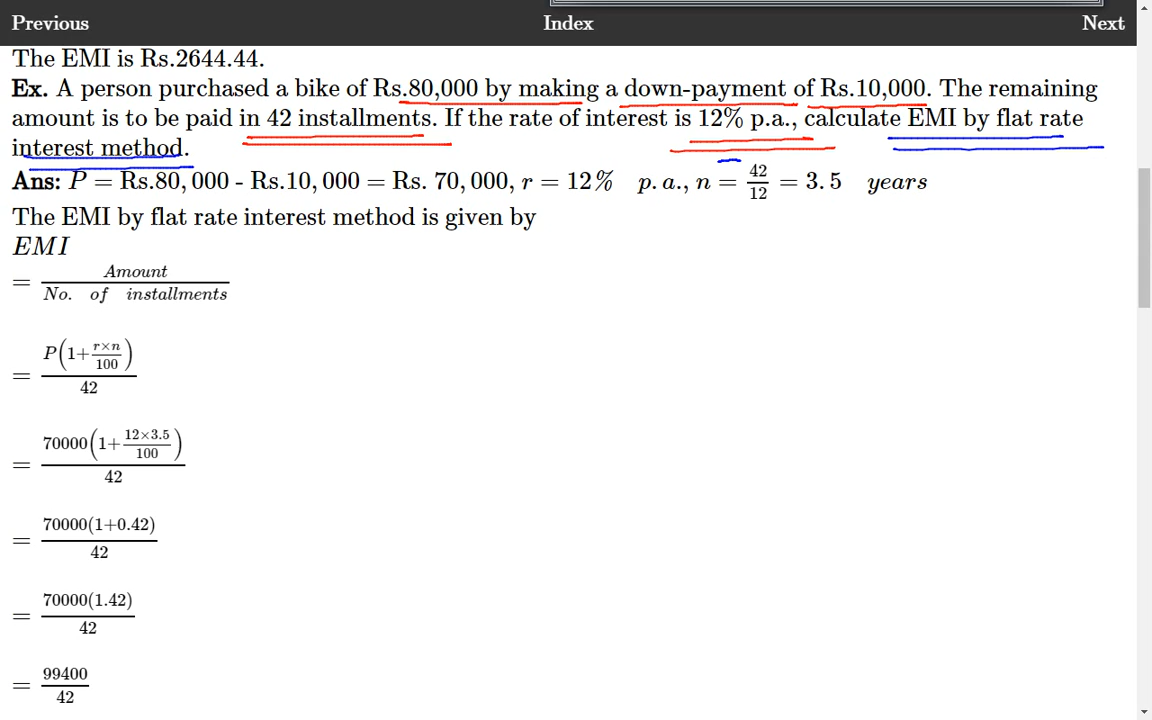 Previous Index Next
The EMI is Rs.2644.44.
Ex. A person purchased a bike of Rs.80,000 by making a down-payment of Rs.10,000. The remaining
amount is to be paid in 42 installments. If the rate of interest is 12% p.a., calculate EMI by flat rate
interest method.
Ans: P = Rs.80, 000 - Rs.10, 000 = Rs. 70, 000, r = 12% p. a., n = 42/12 = 3. 5 years
The EMI by flat rate interest method is given by
EMI
= Amount / No. of installments
= P(1+r×n/100) / 42
= 70000(1+12×3.5/100) / 42
= 70000(1+0.42) / 42
= 70000(1.42) / 42
= 99400 / 42